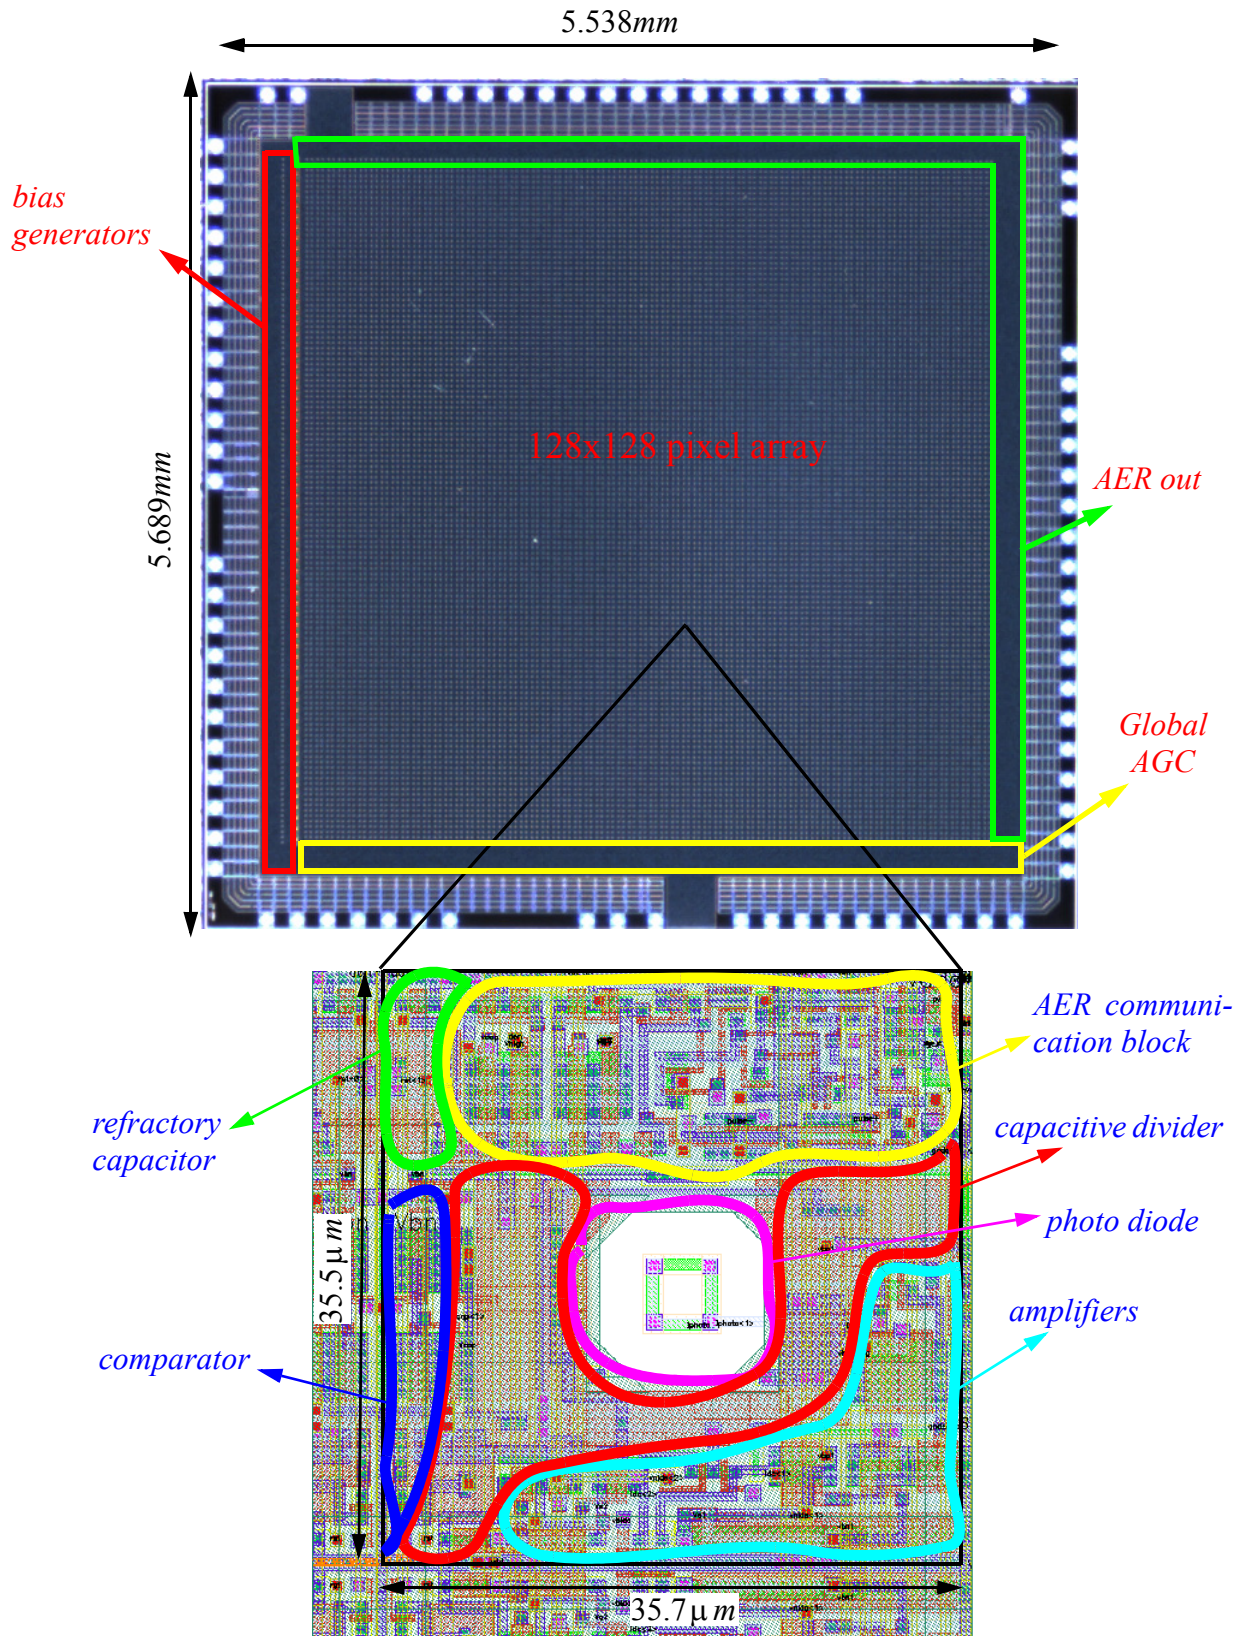 5.538mm
bias
generators
5.689mm
128x128 pixel array
AER out
Global
AGC
AER communi-
cation block
refractory
capacitor
capacitive divider
photo diode
35.5μm
amplifiers
comparator
35.7μm